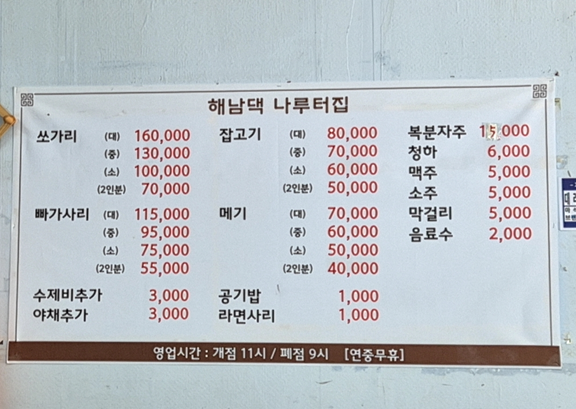 해남댁 나루터집
쏘가리 (대) 160,000 잡고기 (대) 80,000 복분자주 15,000
(중) 130,000 (중) 70,000 청하 6,000
(소) 100,000 (소) 60,000 맥주 5,000
(2인분) 70,000 (2인분) 50,000 소주 5,000
빠가사리 (대) 115,000 메기 (대) 70,000 막걸리 5,000
(중) 95,000 (중) 60,000 음료수 2,000
(소) 75,000 (소) 50,000
(2인분) 55,000 (2인분) 40,000
수제비추가 3,000 공기밥 1,000
야채추가 3,000 라면사리 1,000
영업시간 : 개점 11시 / 폐점 9시 [연중무휴]